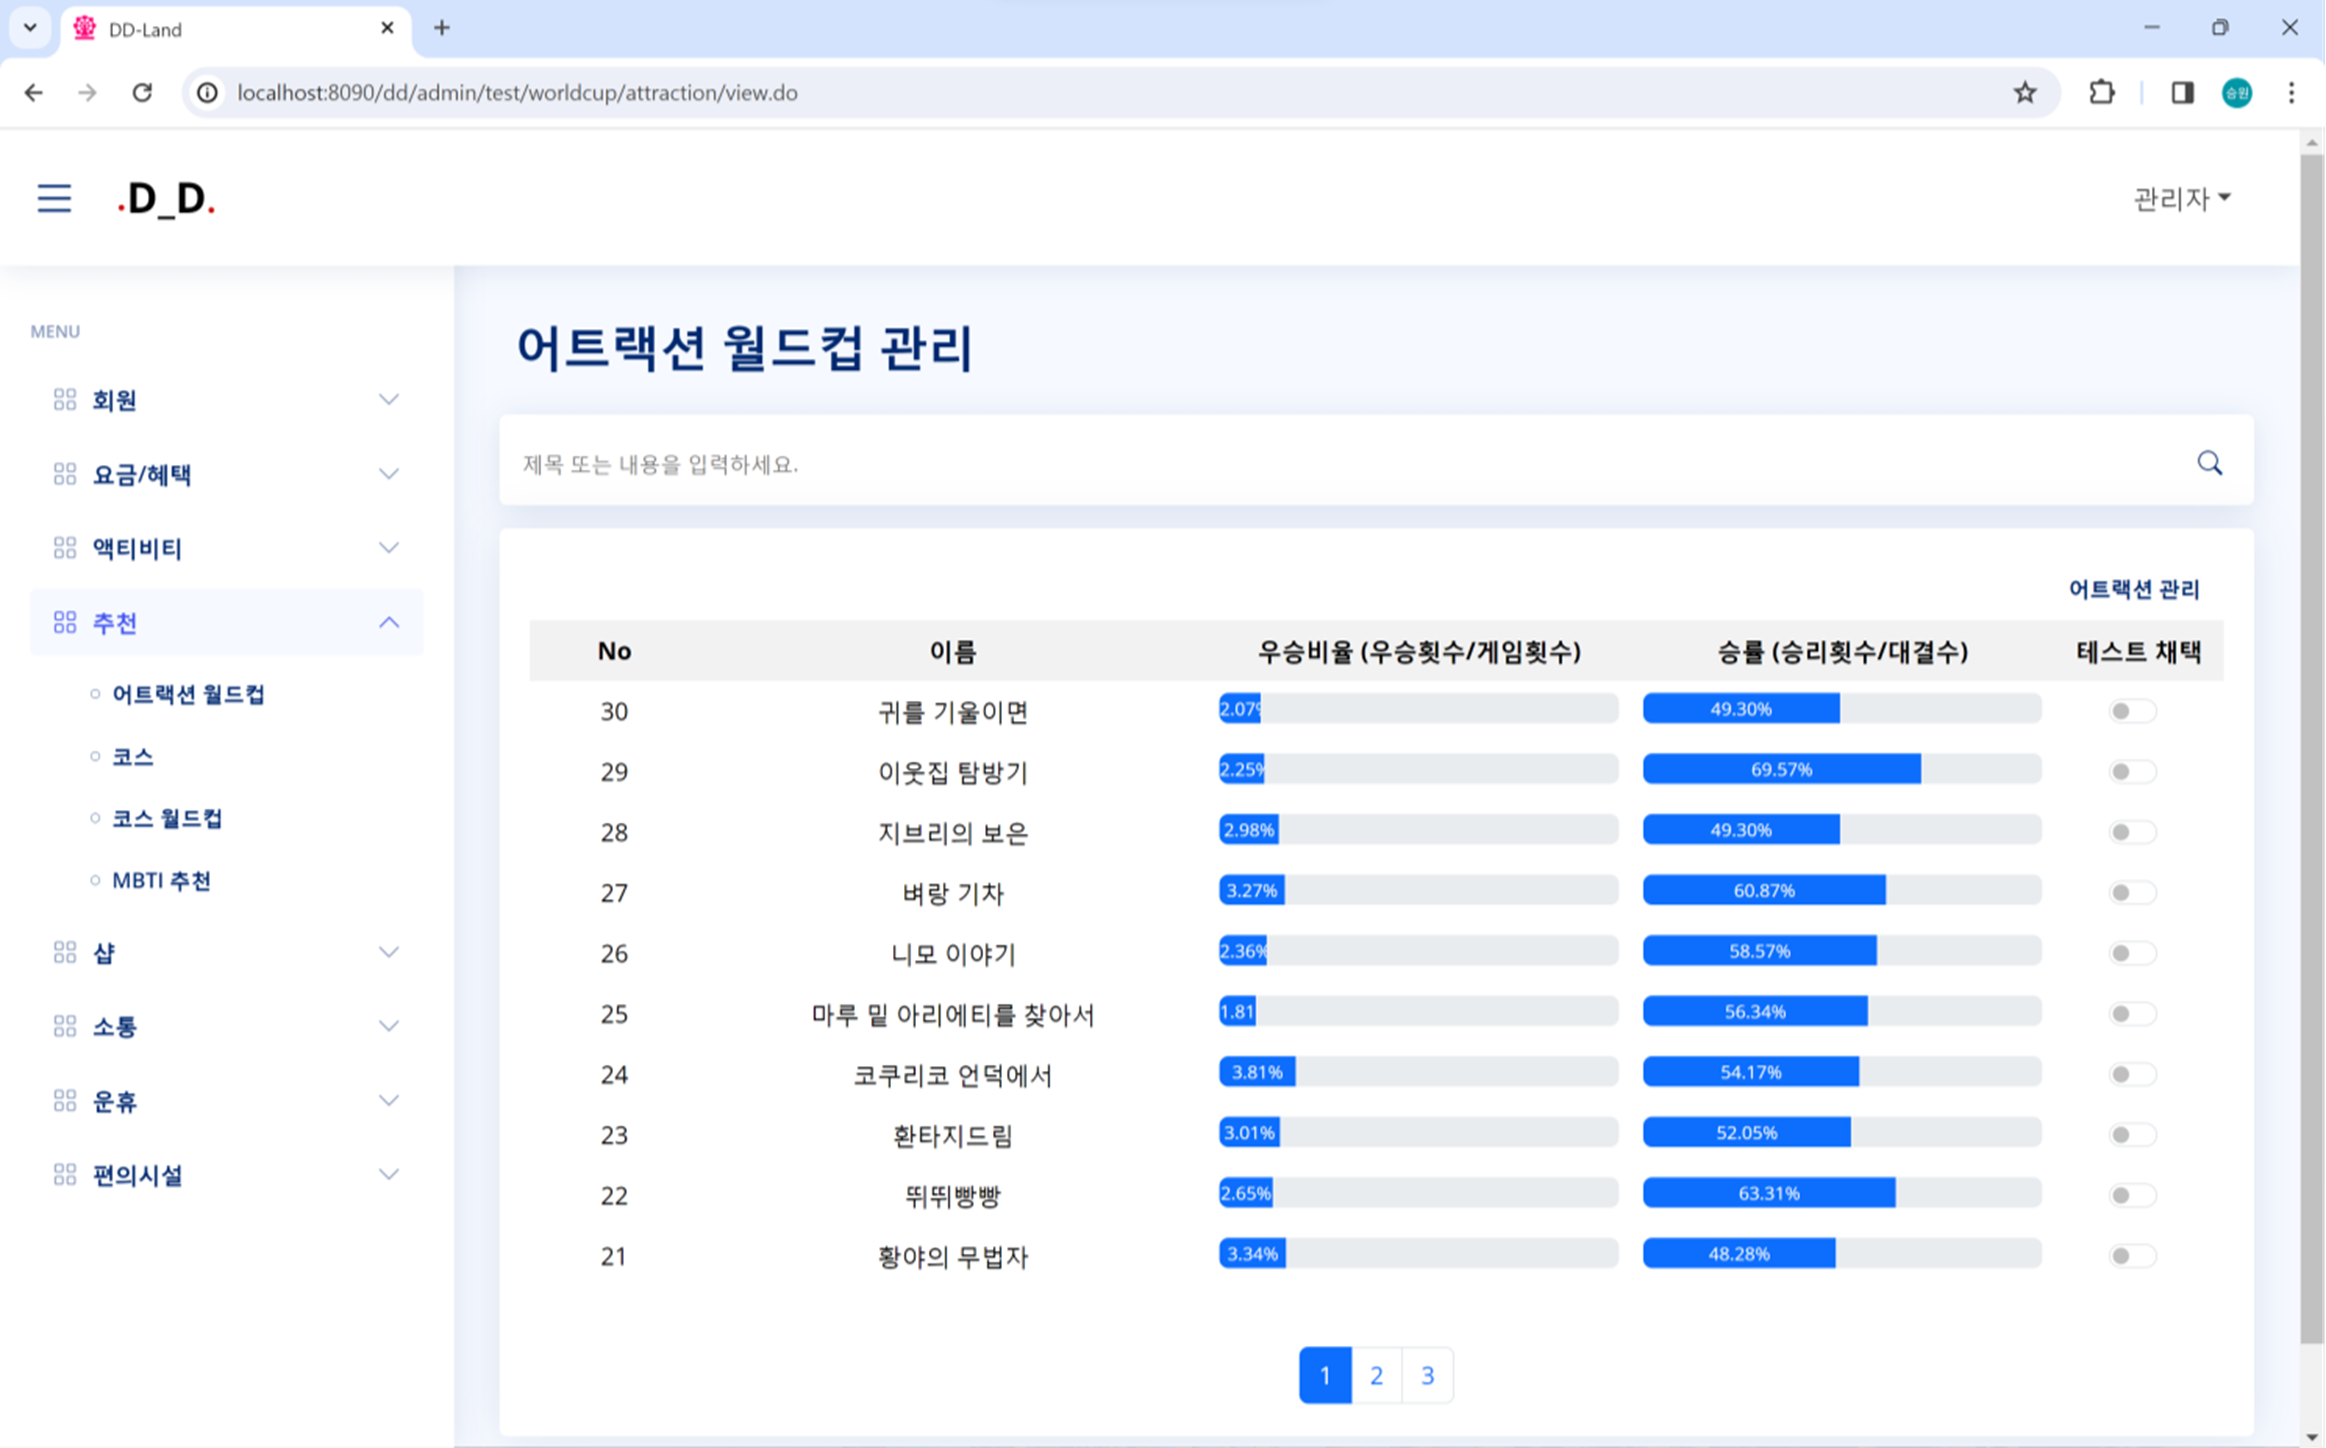 DD-Land
localhost:8090/dd/admin/test/worldcup/attraction/view.do
승원
.D_D.
관리자
MENU
회원
요금/혜택
액티비티
추천
어트랙션 월드컵
코스
코스 월드컵
MBTI 추천
샵
소통
운휴
편의시설
어트랙션 월드컵 관리
제목 또는 내용을 입력하세요.
어트랙션 관리
No 이름 우승비율 (우승횟수/게임횟수) 승률 (승리횟수/대결수) 테스트 채택
30 귀를 기울이면 2.07% 49.30%
29 이웃집 탐방기 2.25% 69.57%
28 지브리의 보은 2.98% 49.30%
27 벼랑 기차 3.27% 60.87%
26 니모 이야기 2.36% 58.57%
25 마루 밑 아리에티를 찾아서 1.81 56.34%
24 코쿠리코 언덕에서 3.81% 54.17%
23 환타지드림 3.01% 52.05%
22 뛰뛰빵빵 2.65% 63.31%
21 황야의 무법자 3.34% 48.28%
1 2 3